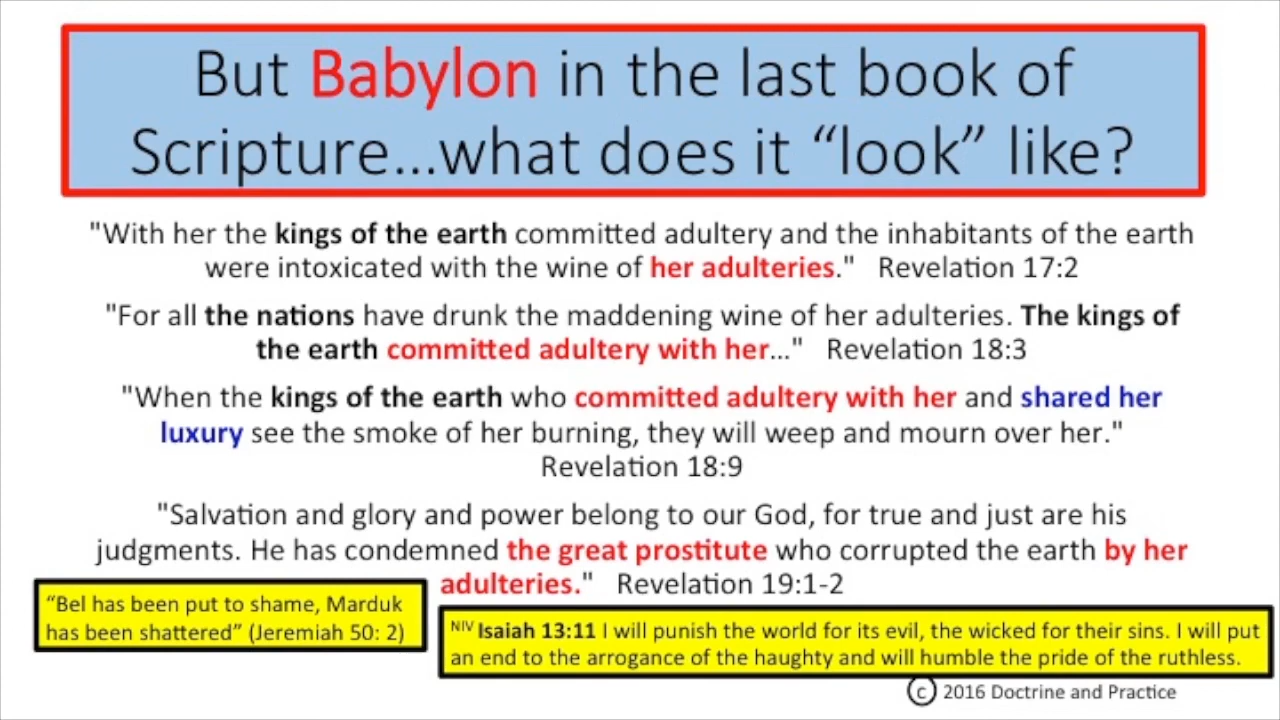 But Babylon in the last book of
Scripture...what does it “look” like?
"With her the kings of the earth committed adultery and the inhabitants of the earth
were intoxicated with the wine of her adulteries." Revelation 17:2
"For all the nations have drunk the maddening wine of her adulteries. The kings of
the earth committed adultery with her..." Revelation 18:3
"When the kings of the earth who committed adultery with her and shared her
luxury see the smoke of her burning, they will weep and mourn over her."
Revelation 18:9
"Salvation and glory and power belong to our God, for true and just are his
judgments. He has condemned the great prostitute who corrupted the earth by her
adulteries." Revelation 19:1-2
“Bel has been put to shame, Marduk
has been shattered” (Jeremiah 50: 2)
NIV Isaiah 13:11 I will punish the world for its evil, the wicked for their sins. I will put
an end to the arrogance of the haughty and will humble the pride of the ruthless.
© 2016 Doctrine and Practice